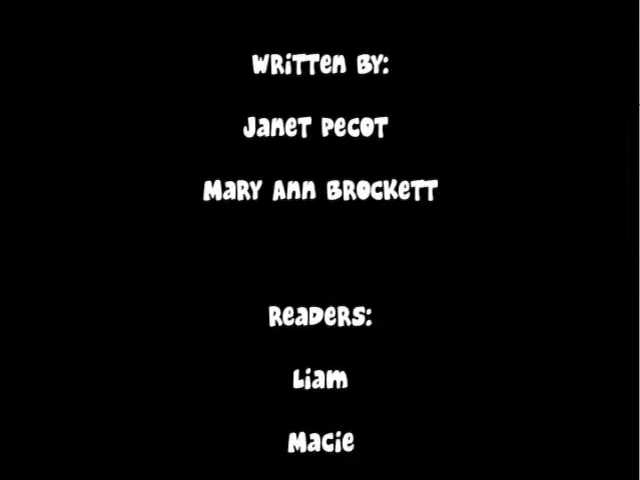 Written By:
Janet Pecot
Mary Ann Brockett
Readers:
Liam
Macie